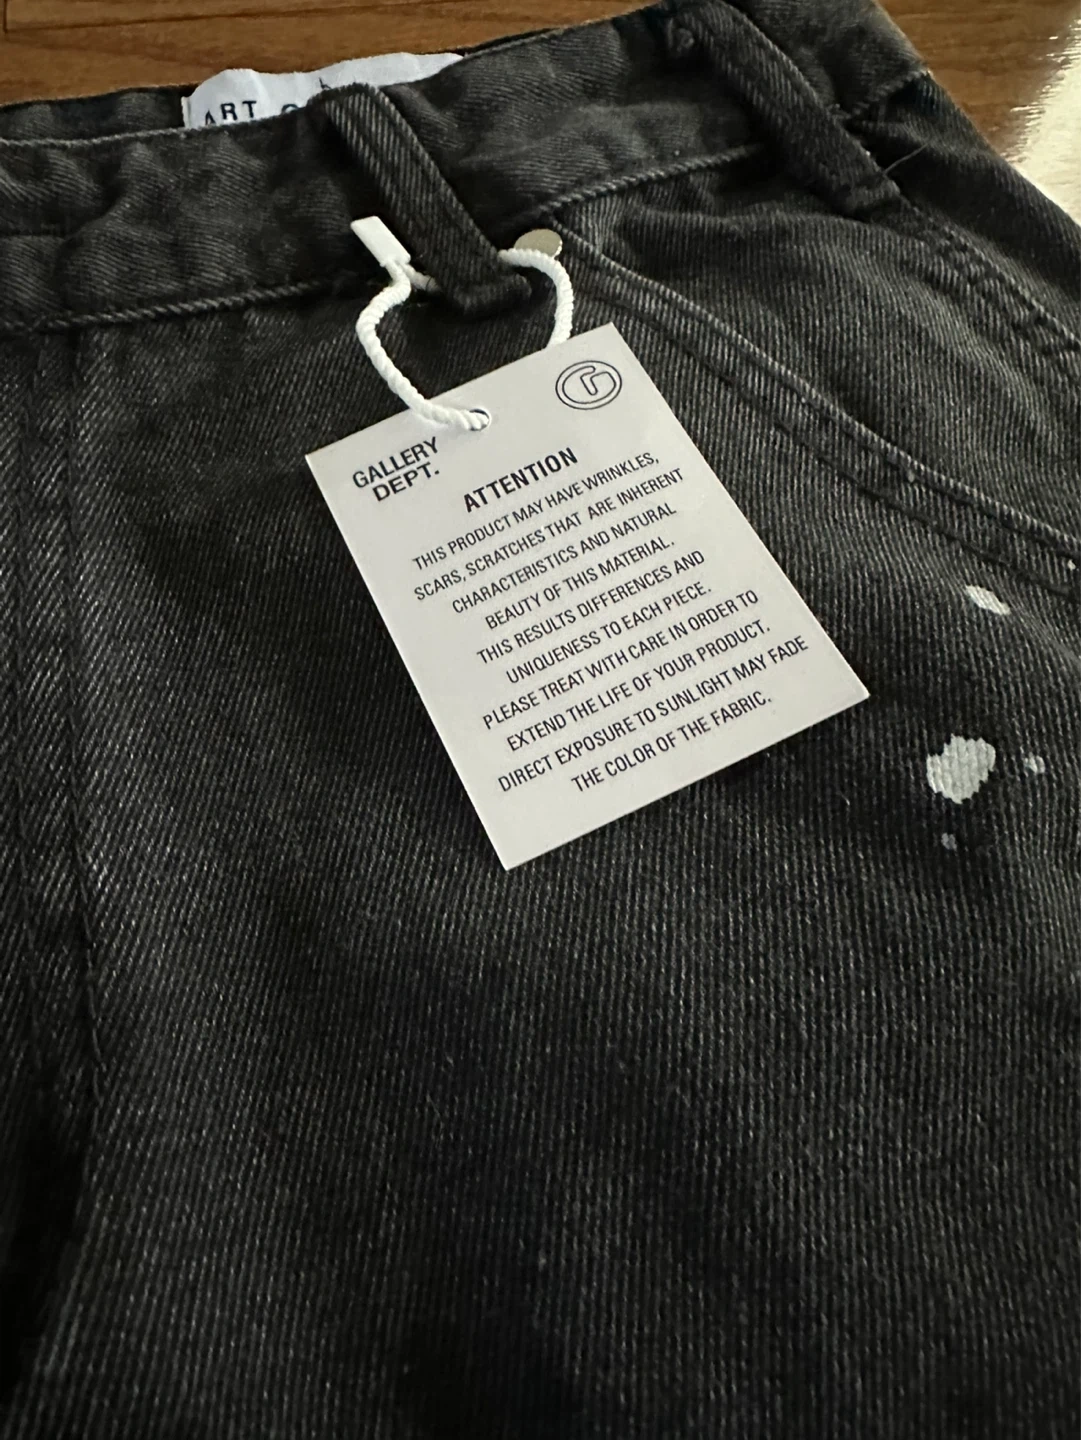 ART
G
GALLERY
DEPT.
ATTENTION
THIS PRODUCT MAY HAVE WRINKLES,
SCARS, SCRATCHES THAT ARE INHERENT
CHARACTERISTICS AND NATURAL
BEAUTY OF THIS MATERIAL.
THIS RESULTS DIFFERENCES AND
UNIQUENESS TO EACH PIECE.
PLEASE TREAT WITH CARE IN ORDER TO
EXTEND THE LIFE OF YOUR PRODUCT.
DIRECT EXPOSURE TO SUNLIGHT MAY FADE
THE COLOR OF THE FABRIC.